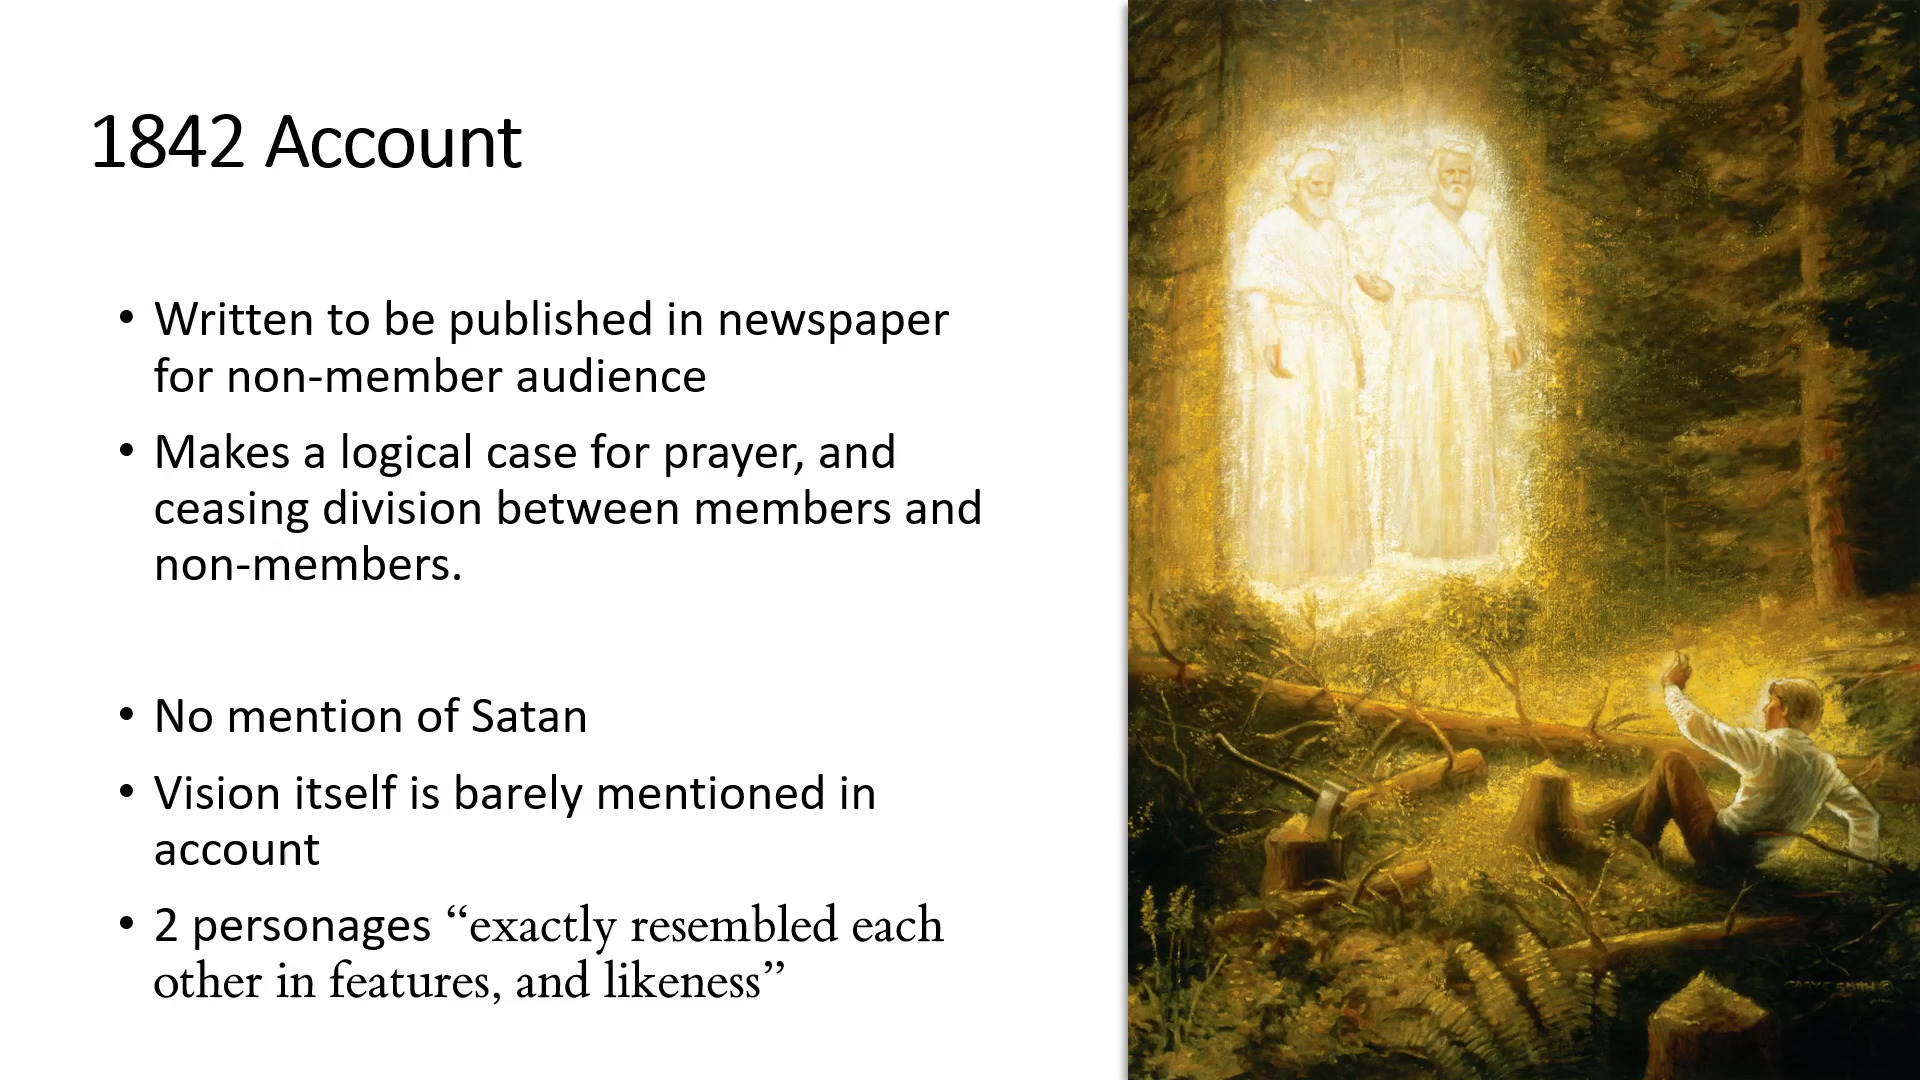 1842 Account
• Written to be published in newspaper
for non-member audience
• Makes a logical case for prayer, and
ceasing division between members and
non-members.
• No mention of Satan
• Vision itself is barely mentioned in
account
• 2 personages “exactly resembled each
other in features, and likeness”